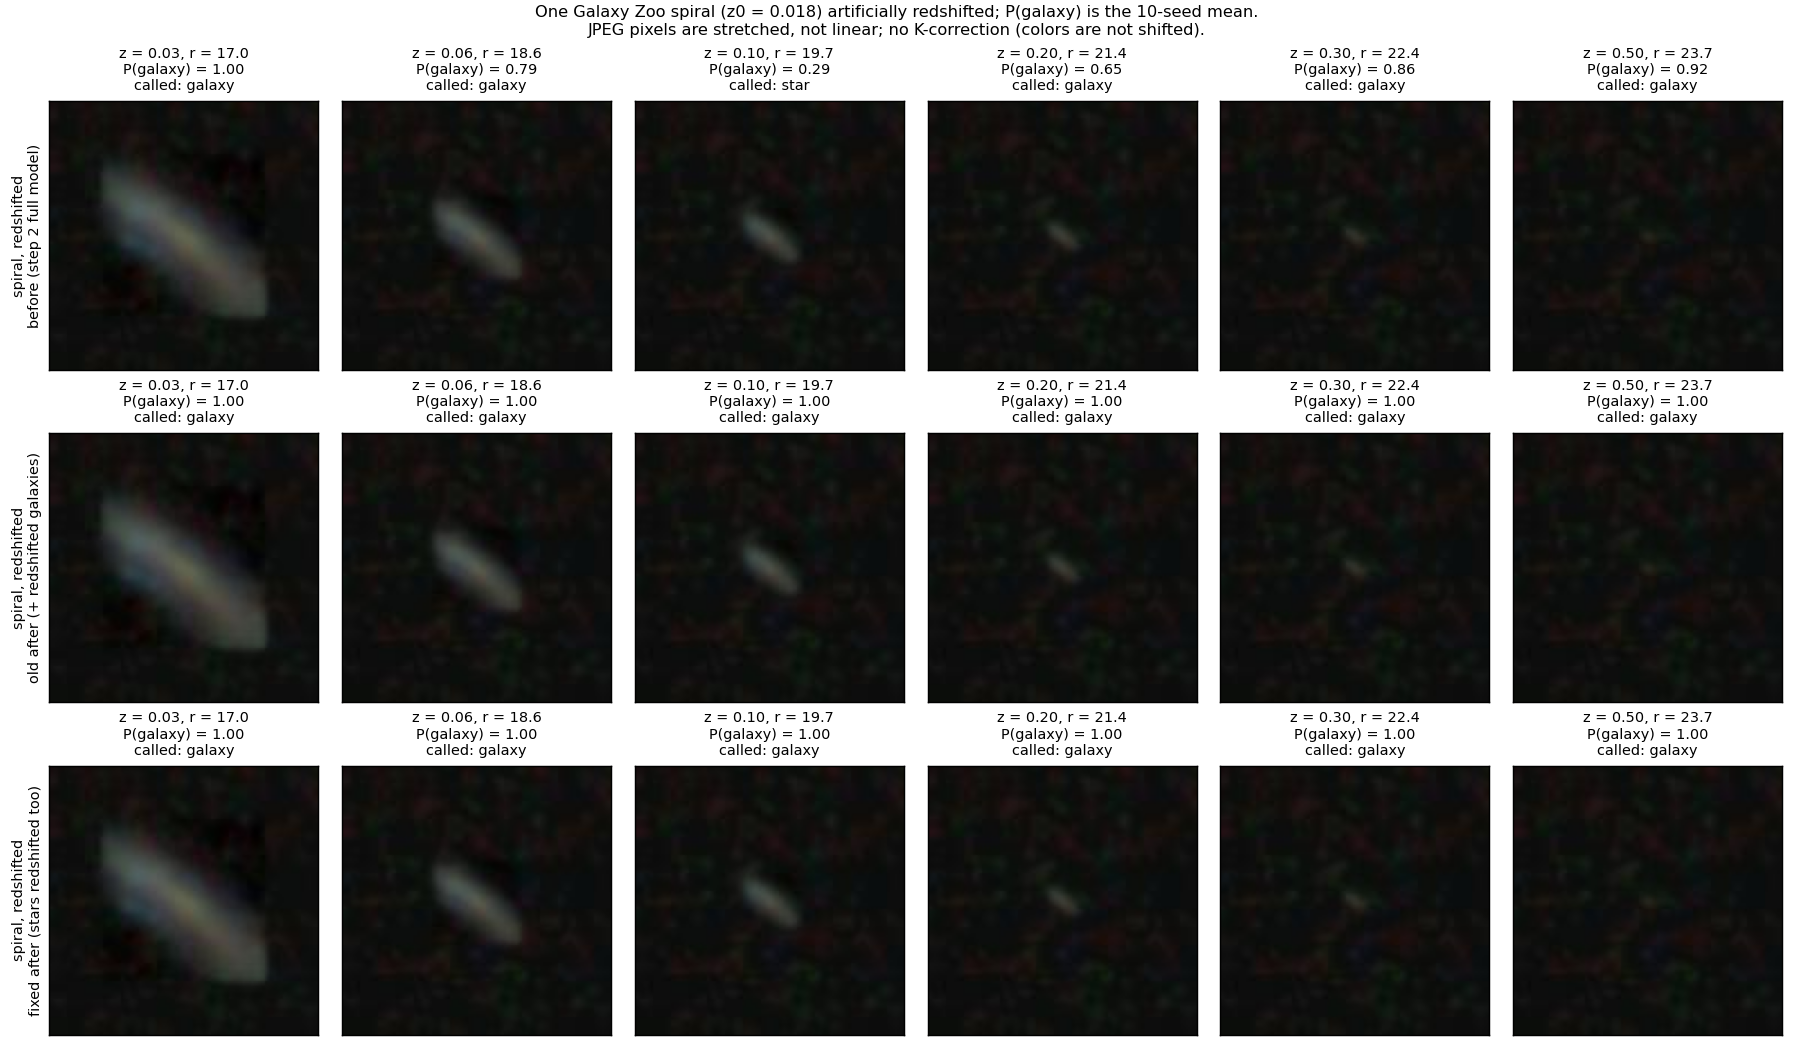 One Galaxy Zoo spiral (z0 = 0.018) artificially redshifted; P(galaxy) is the 10-seed mean.
JPEG pixels are stretched, not linear; no K-correction (colors are not shifted).
z = 0.03, r = 17.0
P(galaxy) = 1.00
called: galaxy
z = 0.06, r = 18.6
P(galaxy) = 0.79
called: galaxy
z = 0.10, r = 19.7
P(galaxy) = 0.29
called: star
z = 0.20, r = 21.4
P(galaxy) = 0.65
called: galaxy
z = 0.30, r = 22.4
P(galaxy) = 0.86
called: galaxy
z = 0.50, r = 23.7
P(galaxy) = 0.92
called: galaxy
spiral, redshifted
before (step 2 full model)
z = 0.03, r = 17.0
P(galaxy) = 1.00
called: galaxy
z = 0.06, r = 18.6
P(galaxy) = 1.00
called: galaxy
z = 0.10, r = 19.7
P(galaxy) = 1.00
called: galaxy
z = 0.20, r = 21.4
P(galaxy) = 1.00
called: galaxy
z = 0.30, r = 22.4
P(galaxy) = 1.00
called: galaxy
z = 0.50, r = 23.7
P(galaxy) = 1.00
called: galaxy
spiral, redshifted
old after (+ redshifted galaxies)
z = 0.03, r = 17.0
P(galaxy) = 1.00
called: galaxy
z = 0.06, r = 18.6
P(galaxy) = 1.00
called: galaxy
z = 0.10, r = 19.7
P(galaxy) = 1.00
called: galaxy
z = 0.20, r = 21.4
P(galaxy) = 1.00
called: galaxy
z = 0.30, r = 22.4
P(galaxy) = 1.00
called: galaxy
z = 0.50, r = 23.7
P(galaxy) = 1.00
called: galaxy
spiral, redshifted
fixed after (stars redshifted too)